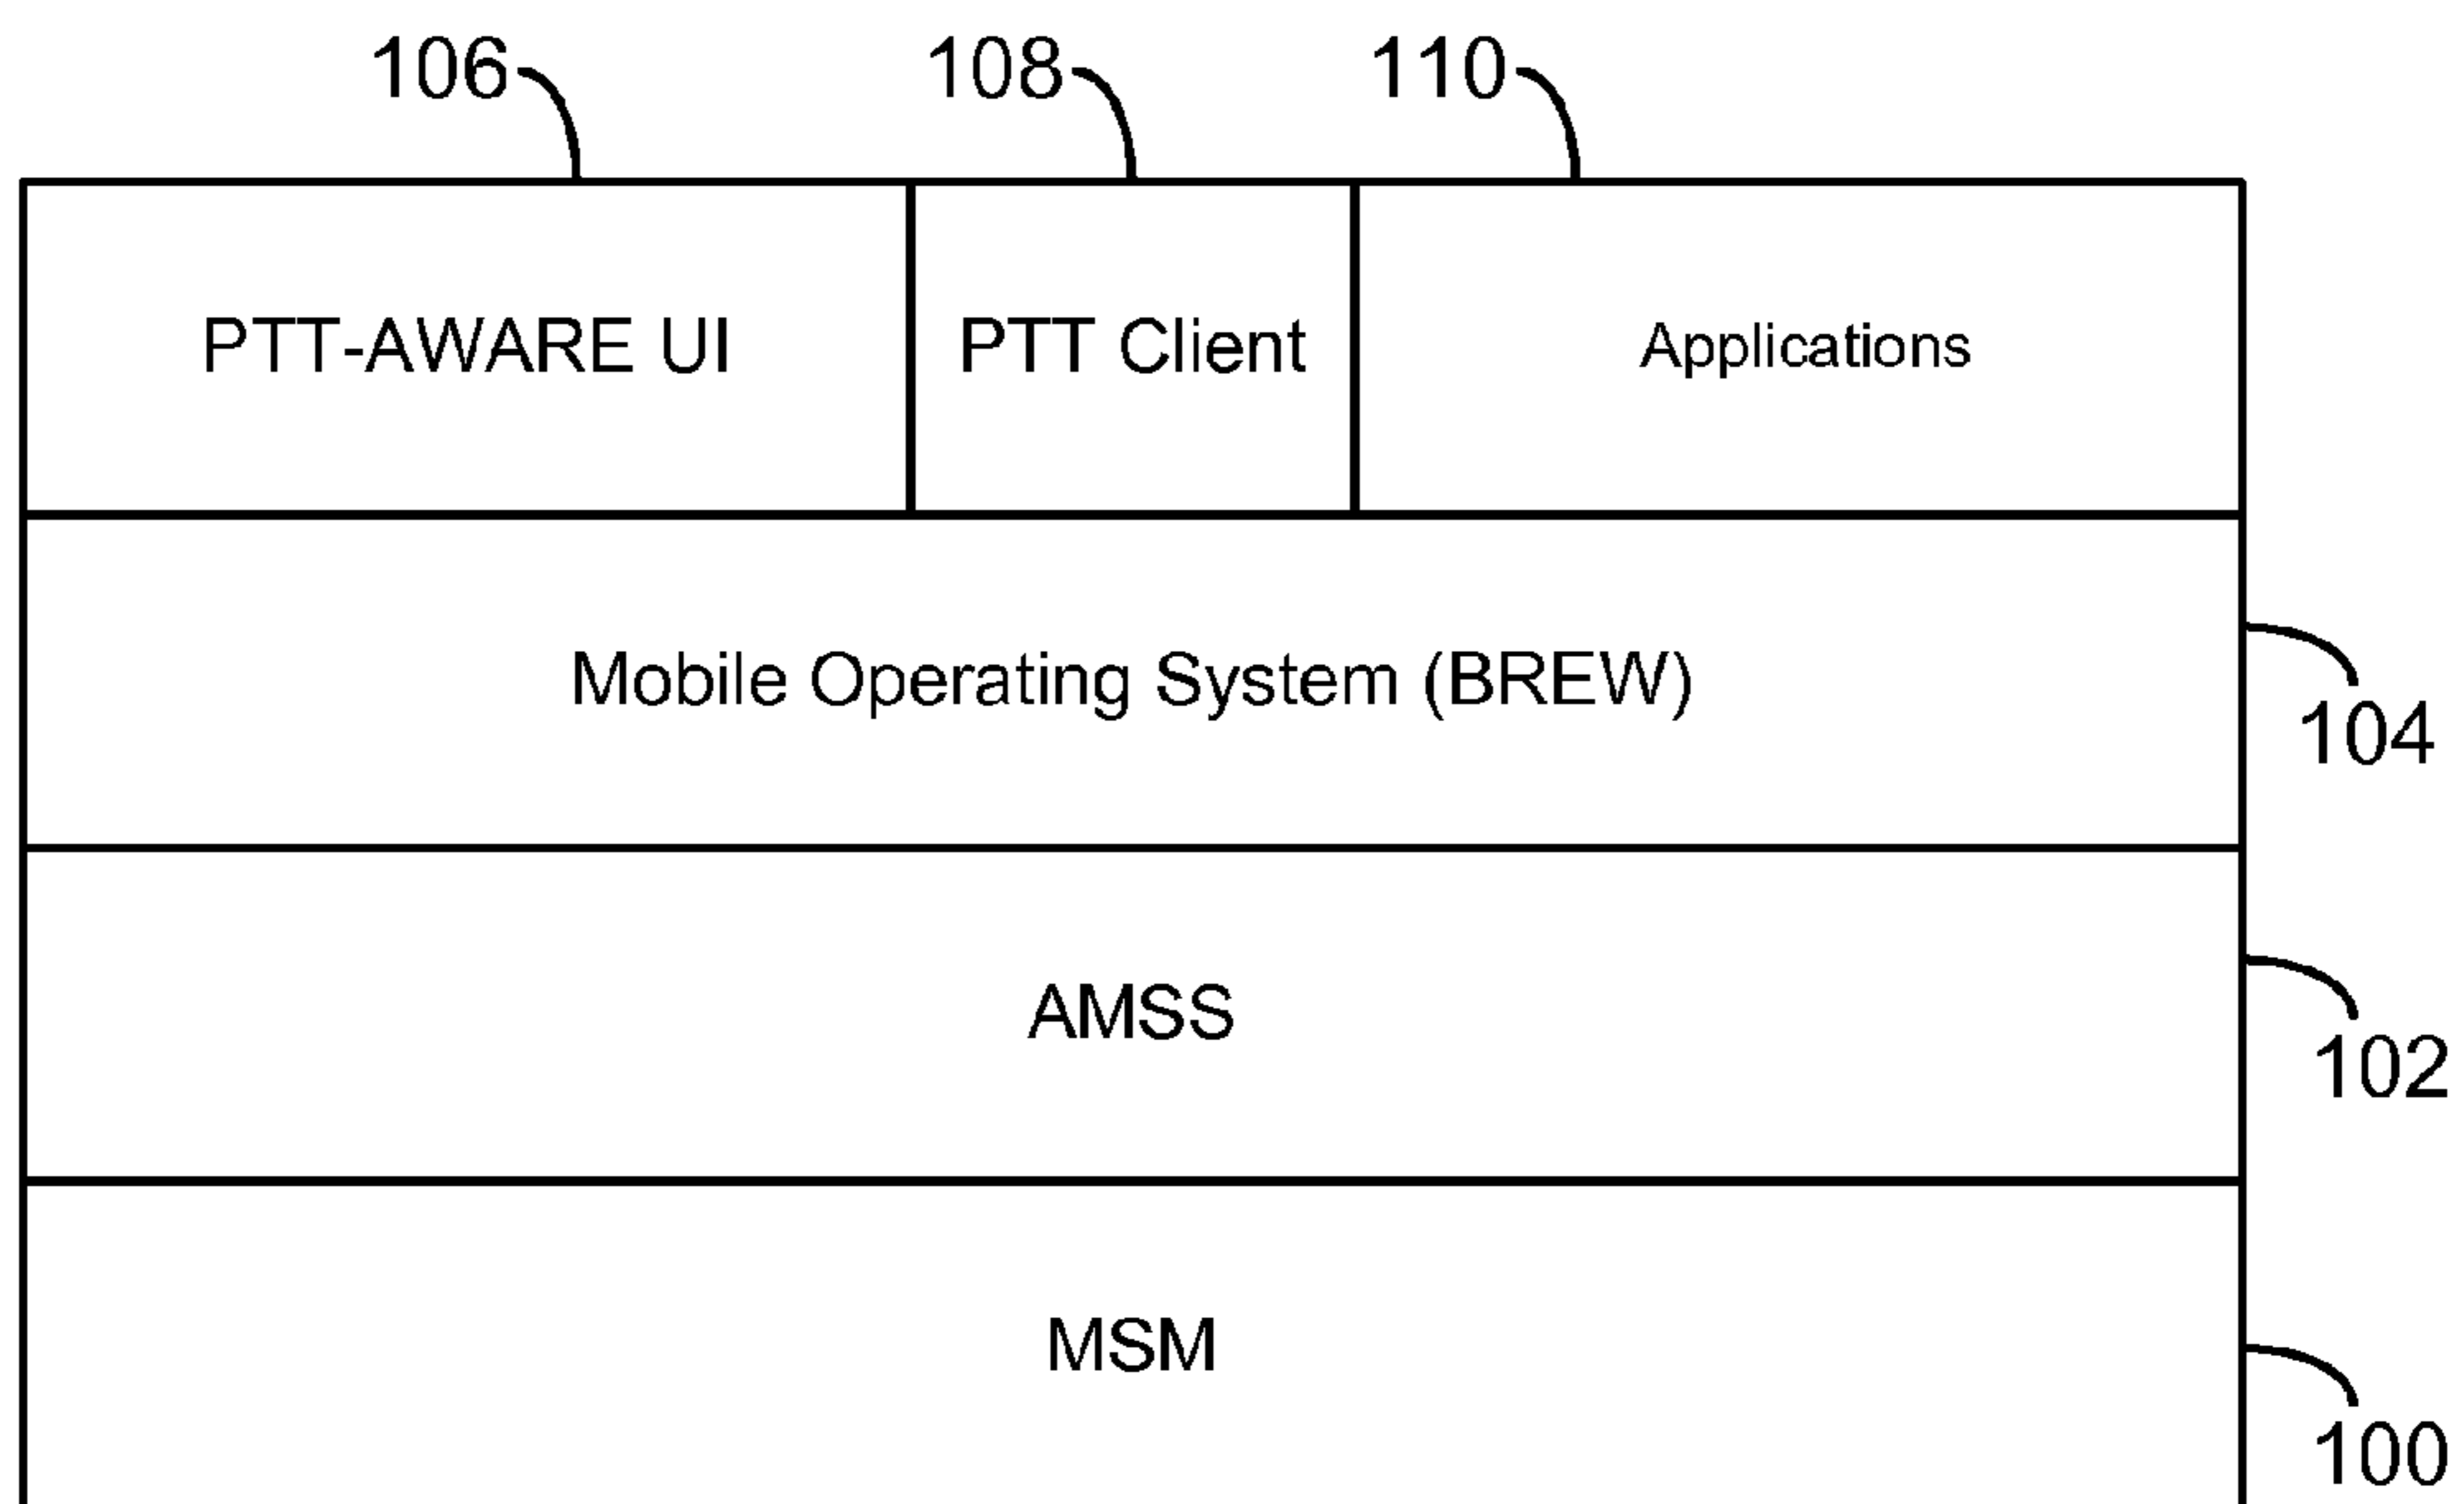 106 108 110
PTT-AWARE UI PTT Client Applications
Mobile Operating System (BREW)
104
AMSS
102
MSM
100